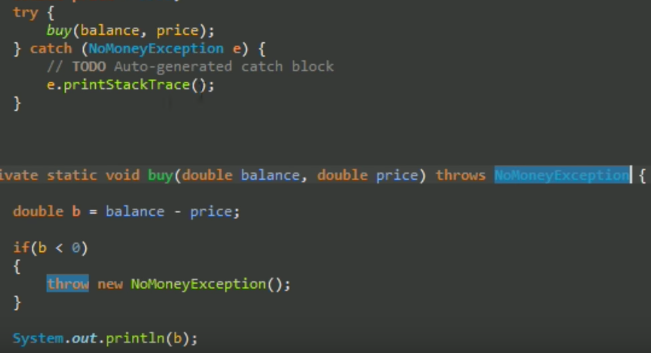 try {
buy(balance, price);
} catch (NoMoneyException e) {
// TODO Auto-generated catch block
e.printStackTrace();
}
ivate static void buy(double balance, double price) throws NoMoneyException {
double b = balance - price;
if(b < 0)
{
throw new NoMoneyException();
}
System.out.println(b);